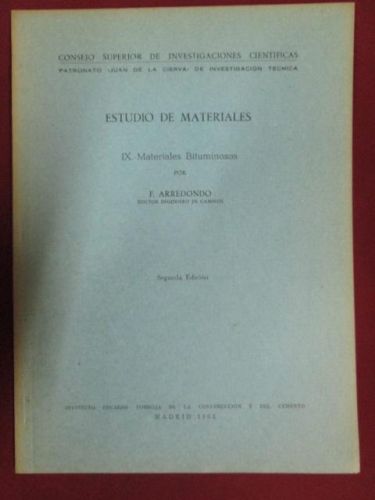 CONSEJO SUPERIOR DE INVESTIGACIONES CIENTIFICAS
PATRONATO «JUAN DE LA CIERVA» DE INVESTIGACION TECNICA
ESTUDIO DE MATERIALES
IX. Materiales Bituminosos
POR
F. ARREDONDO
DOCTOR INGENIERO DE CAMINOS
Segunda Edición
INSTITUTO EDUARDO TORROJA DE LA CONSTRUCCION Y DEL CEMENTO
MADRID